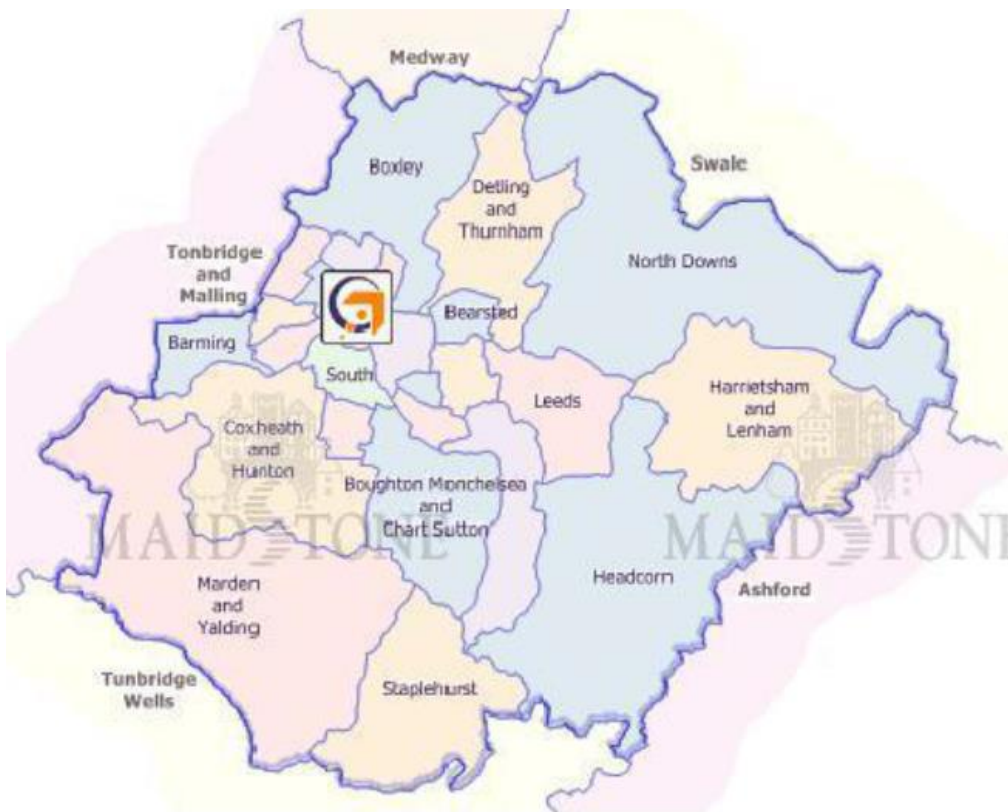 Medway
Boxley
Swale
Detling
and
Thurnham
Tonbridge
and
Malling
North Downs
Bearsted
Barming
South
Harrietsham
and
Lenham
Leeds
Coxheath
and
Hunton
Boughton Monchelsea
and
Chart Sutton
MAIDSTONE
MAIDSTONE
Headcorn
Ashford
Marden
and
Yalding
Tunbridge
Wells
Staplehurst